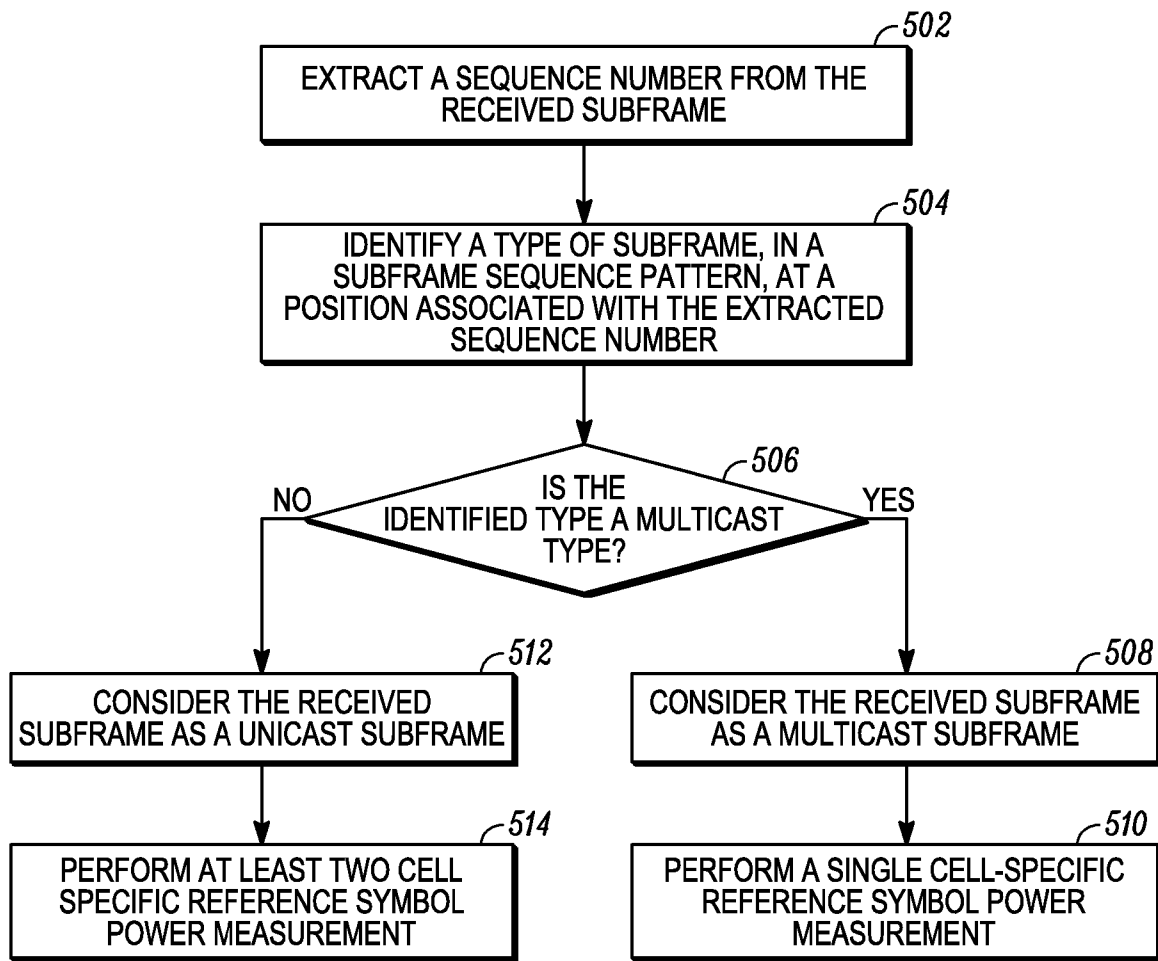 502
EXTRACT A SEQUENCE NUMBER FROM THE
RECEIVED SUBFRAME
504
IDENTIFY A TYPE OF SUBFRAME, IN A
SUBFRAME SEQUENCE PATTERN, AT A
POSITION ASSOCIATED WITH THE EXTRACTED
SEQUENCE NUMBER
506
IS THE
IDENTIFIED TYPE A MULTICAST
TYPE?
NO
YES
512
CONSIDER THE RECEIVED
SUBFRAME AS A UNICAST SUBFRAME
508
CONSIDER THE RECEIVED SUBFRAME
AS A MULTICAST SUBFRAME
514
PERFORM AT LEAST TWO CELL
SPECIFIC REFERENCE SYMBOL
POWER MEASUREMENT
510
PERFORM A SINGLE CELL-SPECIFIC
REFERENCE SYMBOL POWER
MEASUREMENT